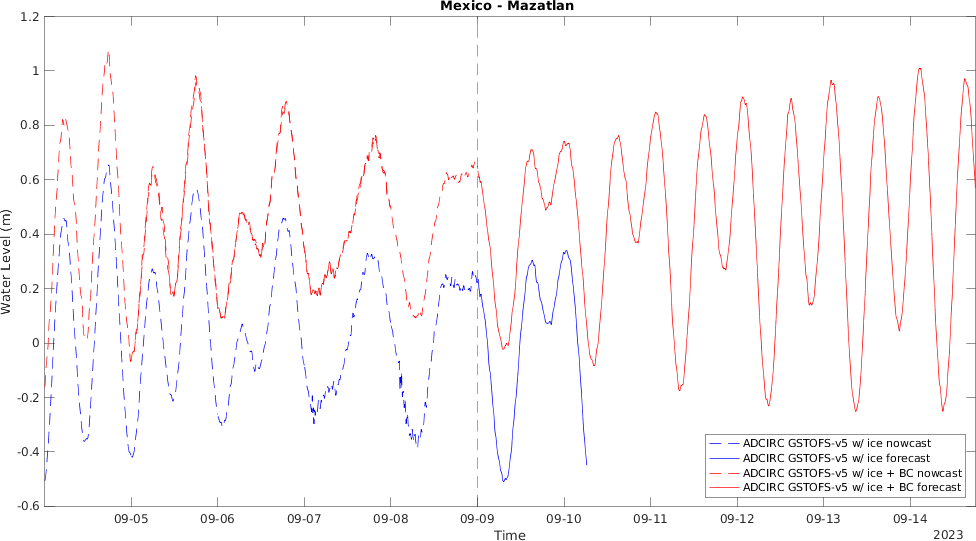 Mexico - Mazatlan
1.2
1
0.8
0.6
0.4
0.2
0
-0.2
-0.4
-0.6
Water Level (m)
ADCIRC GSTOFS-v5 w/ ice nowcast
ADCIRC GSTOFS-v5 w/ ice forecast
ADCIRC GSTOFS-v5 w/ ice + BC nowcast
ADCIRC GSTOFS-v5 w/ ice + BC forecast
09-05 09-06 09-07 09-08 09-09 09-10 09-11 09-12 09-13 09-14
Time
2023